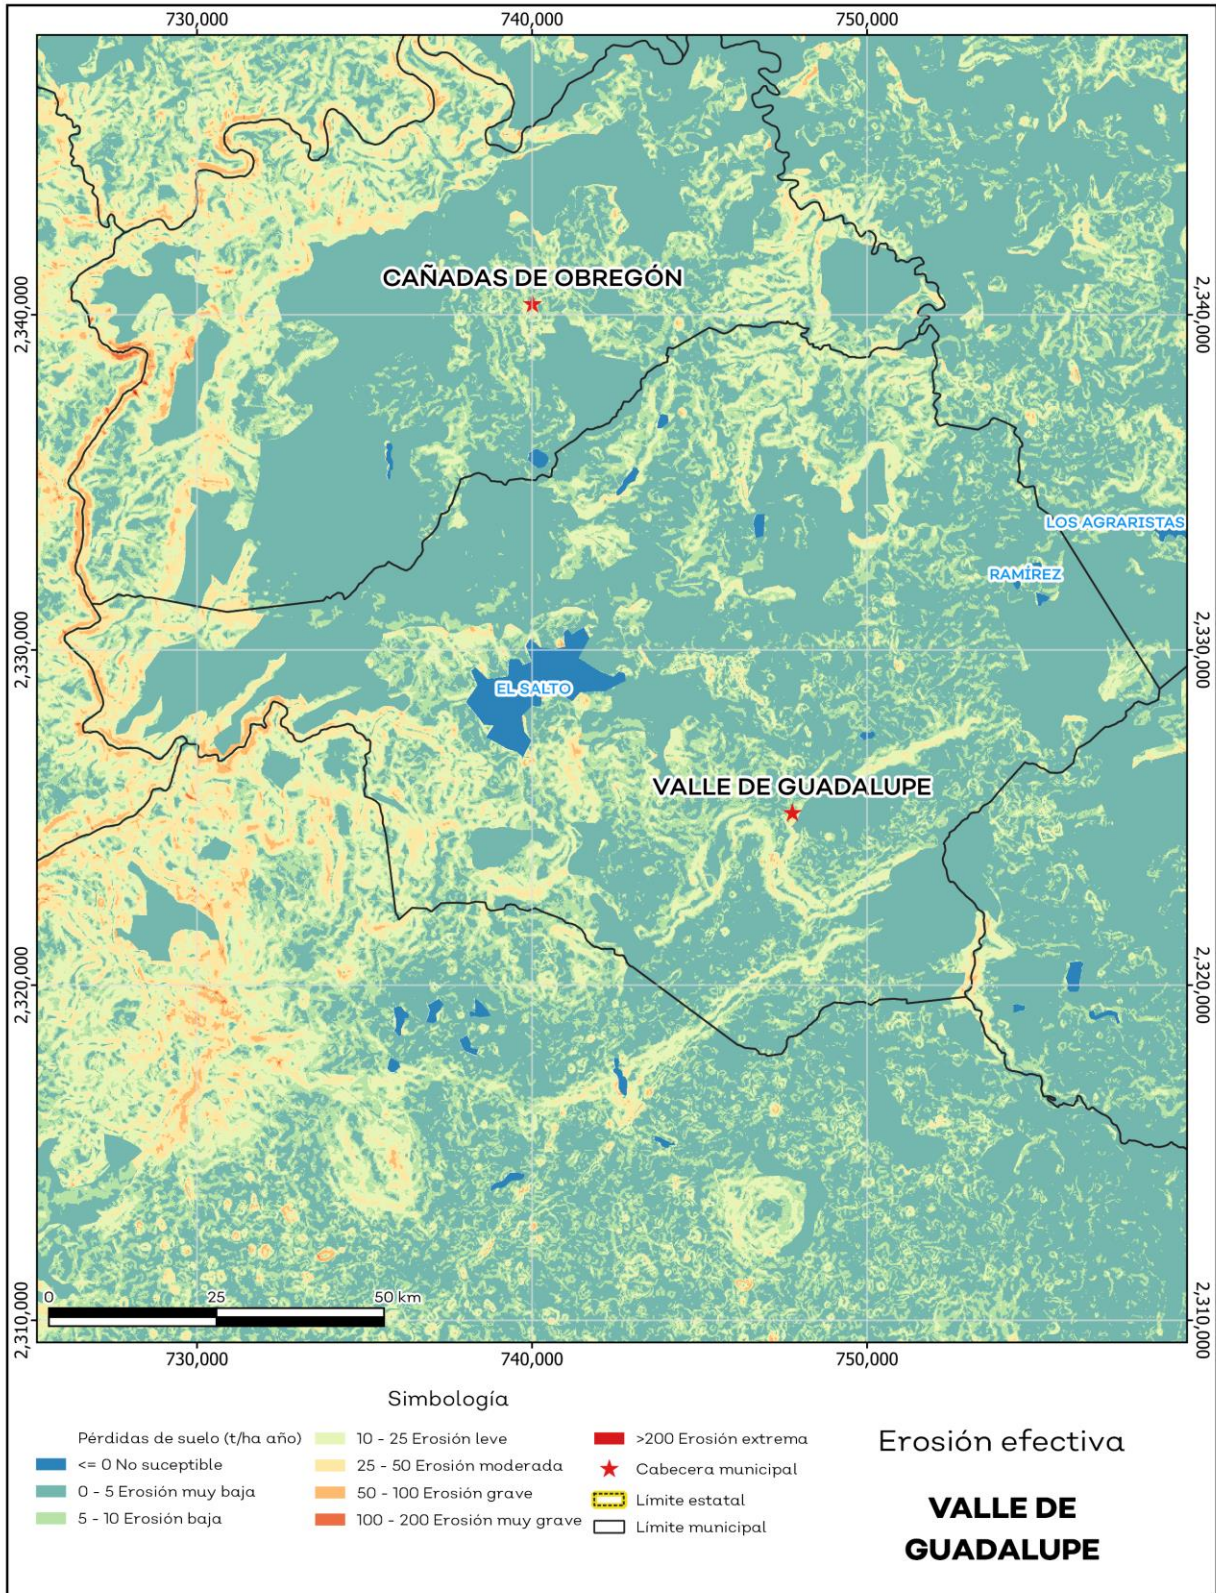 730,000
740,000
750,000
2,340,000
2,340,000
CAÑADAS DE OBREGÓN
LOS AGRARISTAS
RAMÍREZ
2,330,000
2,330,000
EL SALTO
VALLE DE GUADALUPE
2,320,000
2,320,000
0
25
50 km
2,310,000
2,310,000
730,000
740,000
750,000
Simbología
Pérdidas de suelo (t/ha año)
<= 0 No suceptible
0 - 5 Erosión muy baja
5 - 10 Erosión baja
10 - 25 Erosión leve
25 - 50 Erosión moderada
50 - 100 Erosión grave
100 - 200 Erosión muy grave
>200 Erosión extrema
Cabecera municipal
Límite estatal
Límite municipal
Erosión efectiva
VALLE DE
GUADALUPE